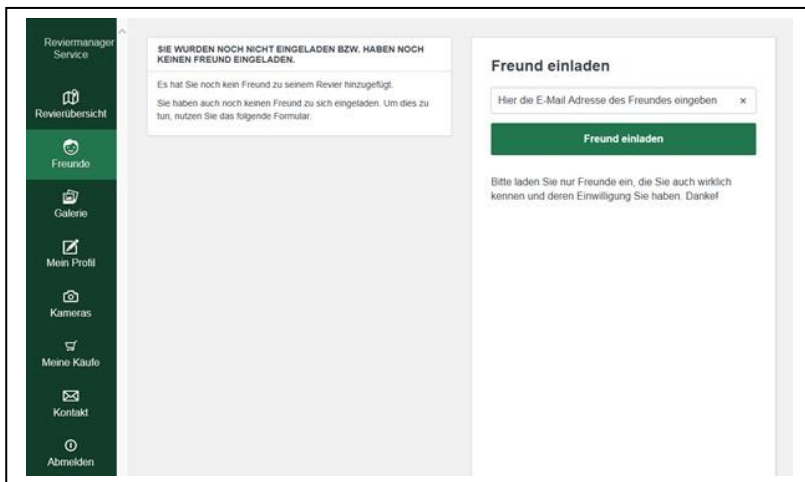 Reviermanager
Service
Revierübersicht
Freunde
Galerie
Mein Profil
Kameras
Meine Käufe
Kontakt
Abmelden
SIE WURDEN NOCH NICHT EINGELADEN BZW. HABEN NOCH
KEINEN FREUND EINGELADEN.
Es hat Sie noch kein Freund zu seinem Revier hinzugefügt.
Sie haben auch noch keinen Freund zu sich eingeladen. Um dies zu
tun, nutzen Sie das folgende Formular.
Freund einladen
Hier die E-Mail Adresse des Freundes eingeben ×
Freund einladen
Bitte laden Sie nur Freunde ein, die Sie auch wirklich
kennen und deren Einwilligung Sie haben. Danke!